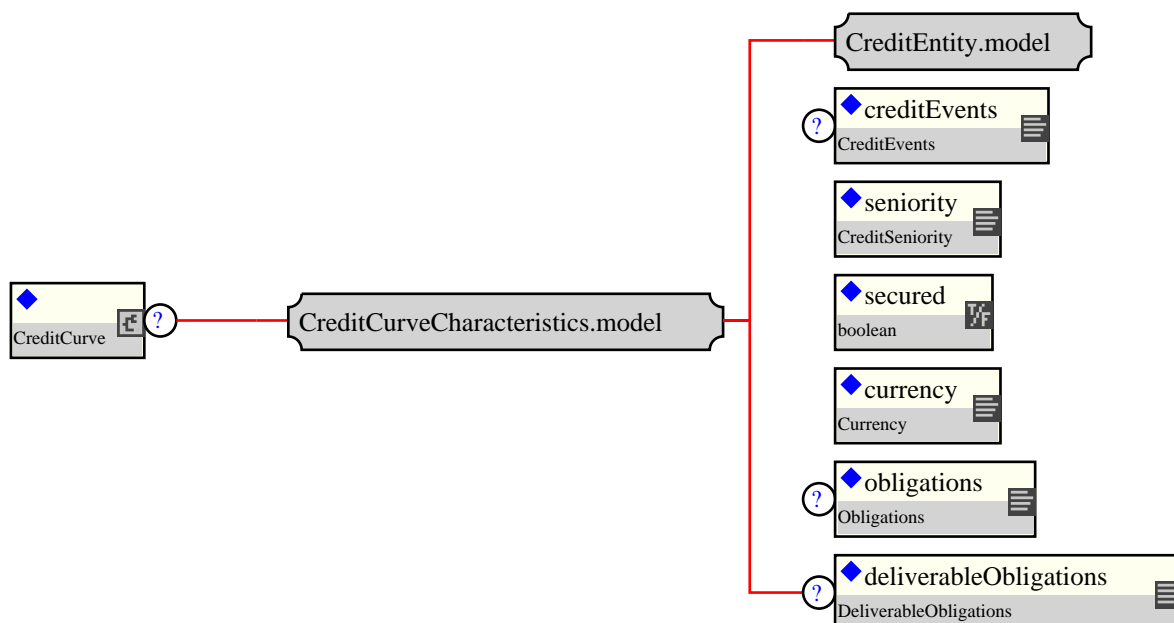 CreditEntity.model
?
creditEvents
CreditEvents
seniority
CreditSeniority
CreditCurve
?
CreditCurveCharacteristics.model
secured
boolean
T/F
currency
Currency
?
obligations
Obligations
?
deliverableObligations
DeliverableObligations